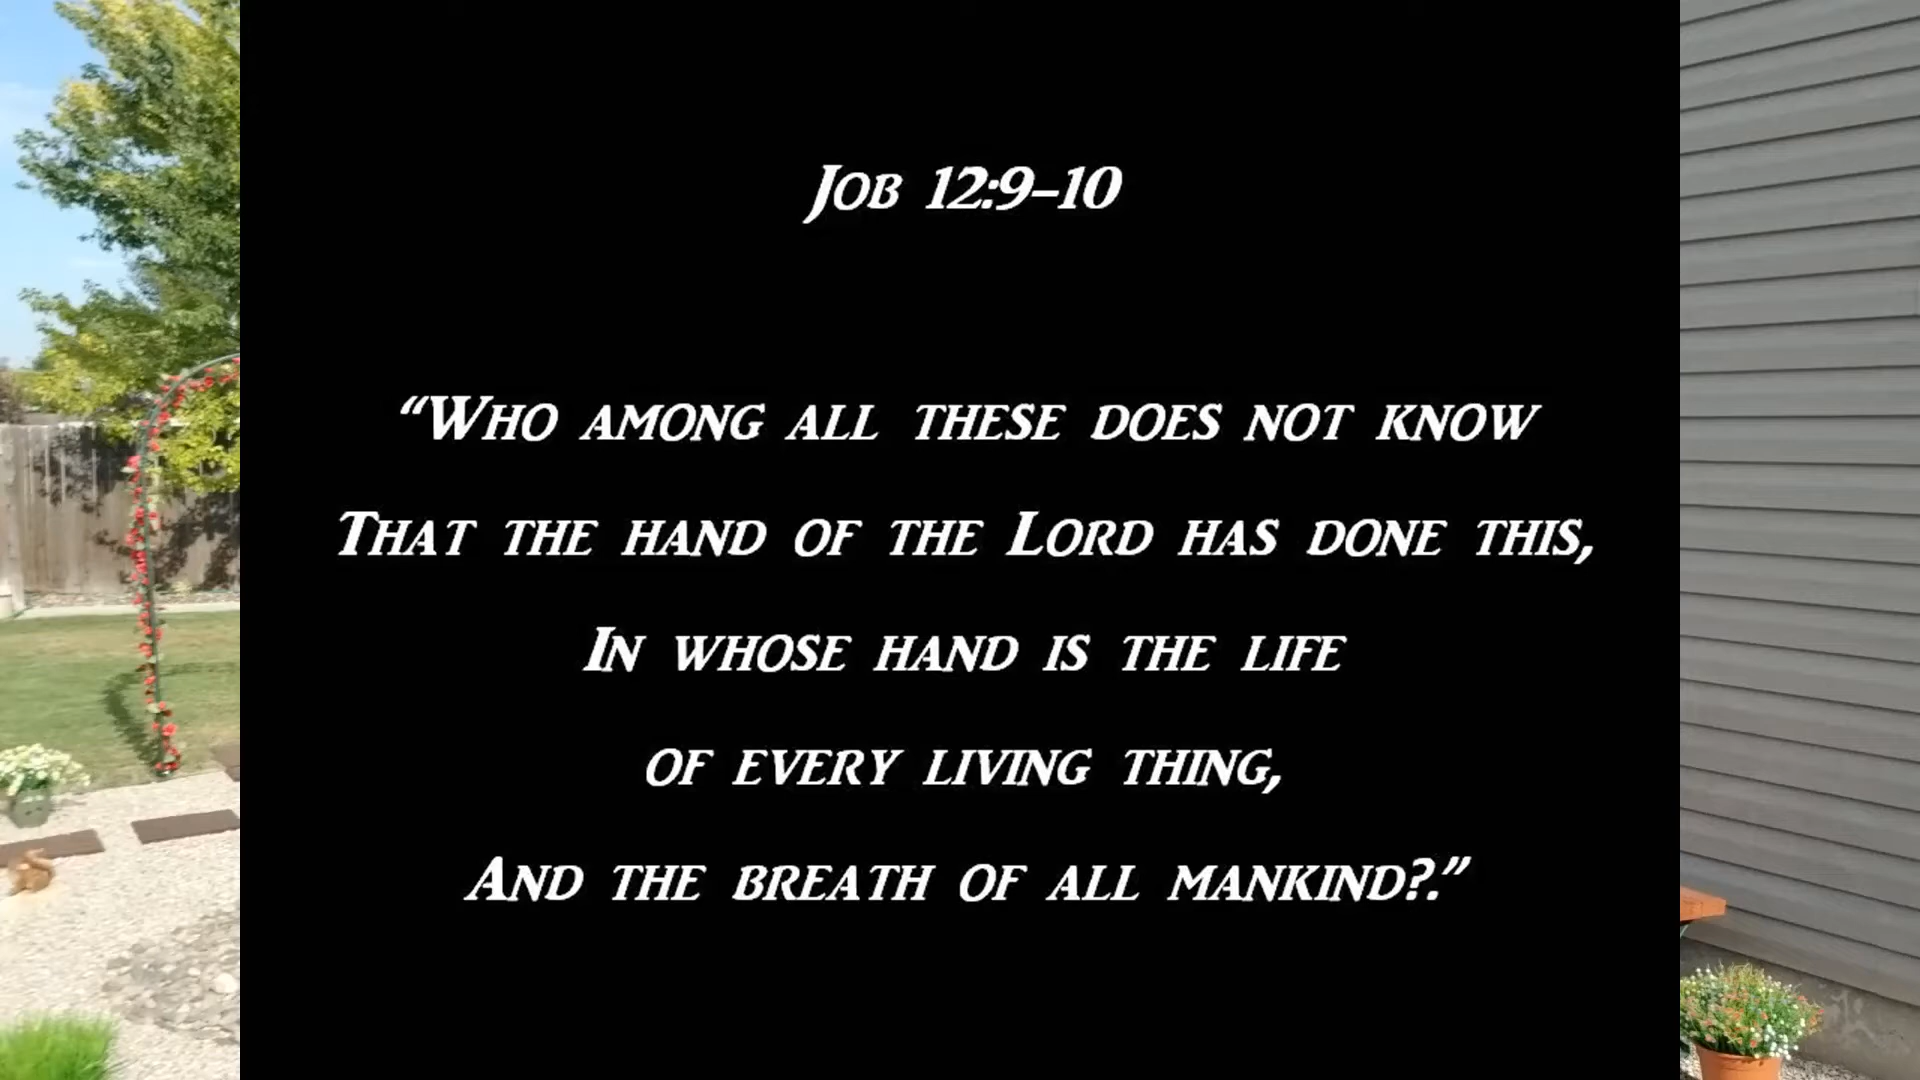 Job 12:9–10
“Who among all these does not know
That the hand of the Lord has done this,
In whose hand is the life
of every living thing,
And the breath of all mankind?.”